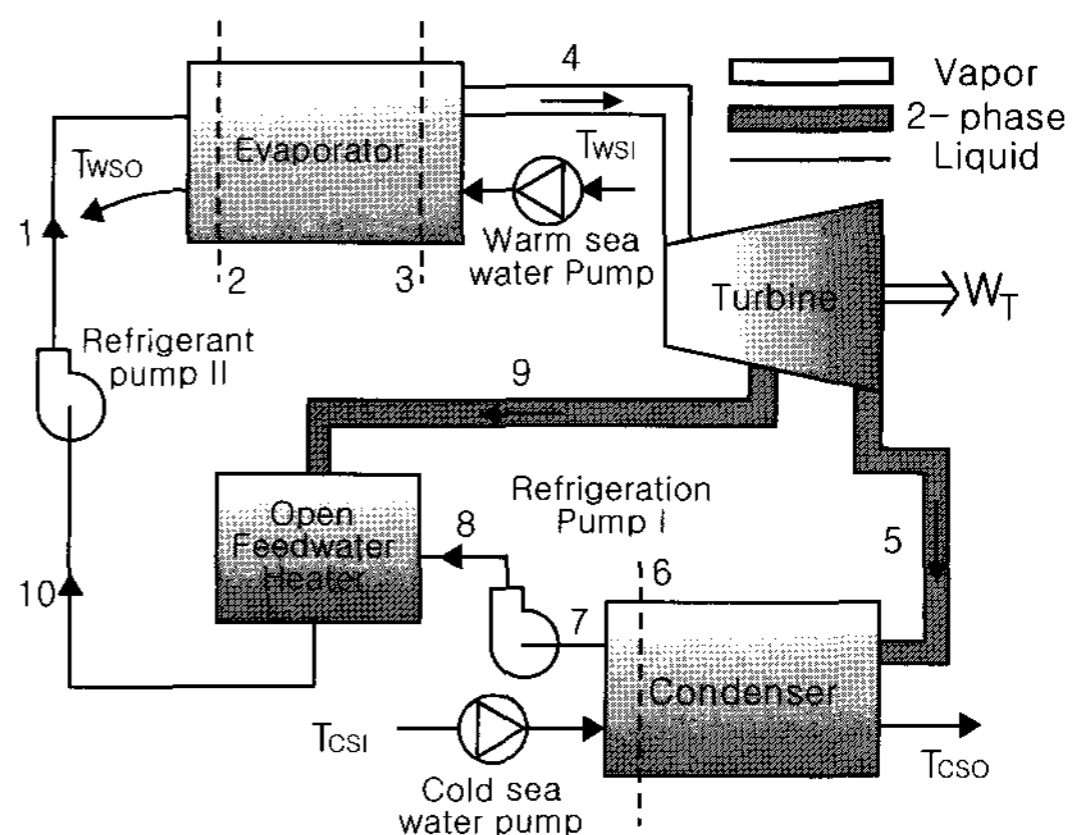 4
Vapor
2- phase
Liquid
Evaporator
TWSO
TWSI
1
2
3
Warm sea
water Pump
Turbine
WT
Refrigerant
pump II
9
Refrigeration
Pump I
Open
Feedwater
Heater
8
5
6
10
7
Condenser
TCSI
TCSO
Cold sea
water pump